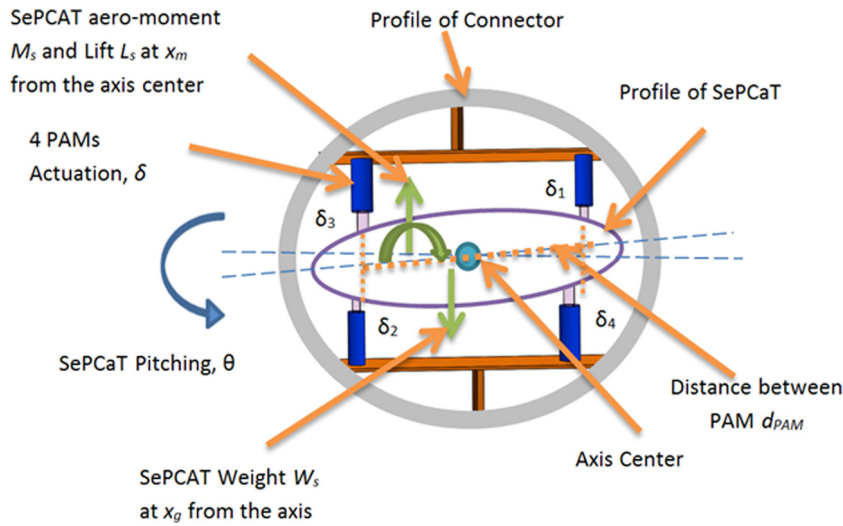 SePCAT aero-moment
Mₛ and Lift Lₛ at xₘ
from the axis center
Profile of Connector
Profile of SePCaT
4 PAMs
Actuation, δ
δ₁
δ₃
δ₂
δ₄
SePCaT Pitching, θ
Distance between
PAM d_PAM
Axis Center
SePCAT Weight Wₛ
at x_g from the axis